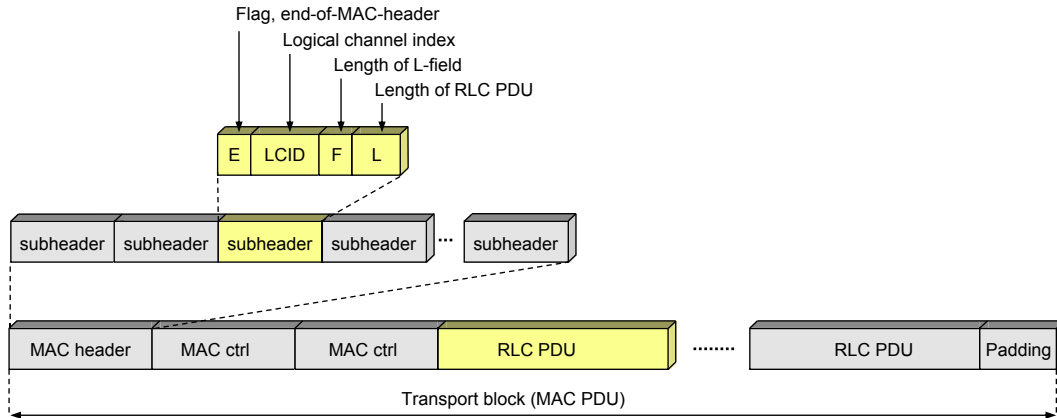 Flag, end-of-MAC-header
Logical channel index
Length of L-field
Length of RLC PDU
E LCID F L
subheader subheader subheader subheader ... subheader
MAC header MAC ctrl MAC ctrl RLC PDU ........ RLC PDU Padding
Transport block (MAC PDU)